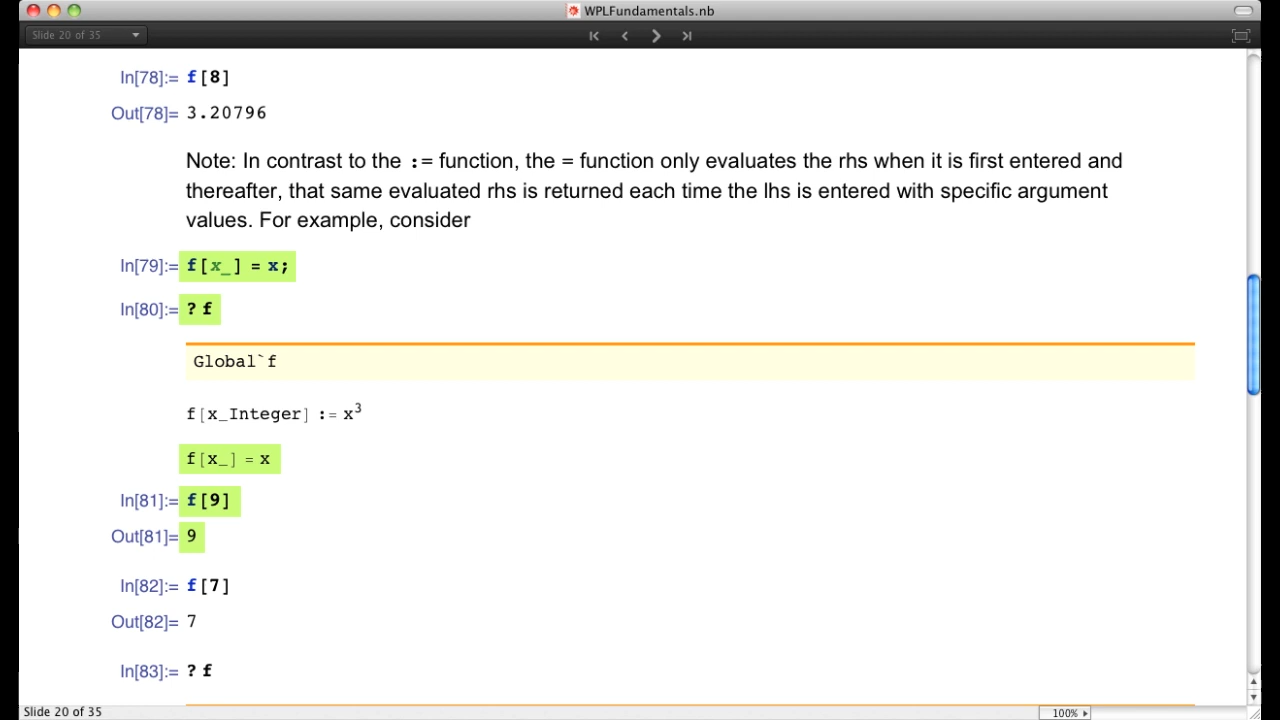 WPLFundamentals.nb
Slide 20 of 35
In[78]:= f[8]
Out[78]= 3.20796
Note: In contrast to the := function, the = function only evaluates the rhs when it is first entered and
thereafter, that same evaluated rhs is returned each time the lhs is entered with specific argument
values. For example, consider
In[79]:= f[x_] = x;
In[80]:= ? f
Global`f
f[x_Integer] := x³
f[x_] = x
In[81]:= f[9]
Out[81]= 9
In[82]:= f[7]
Out[82]= 7
In[83]:= ? f
Slide 20 of 35
100%